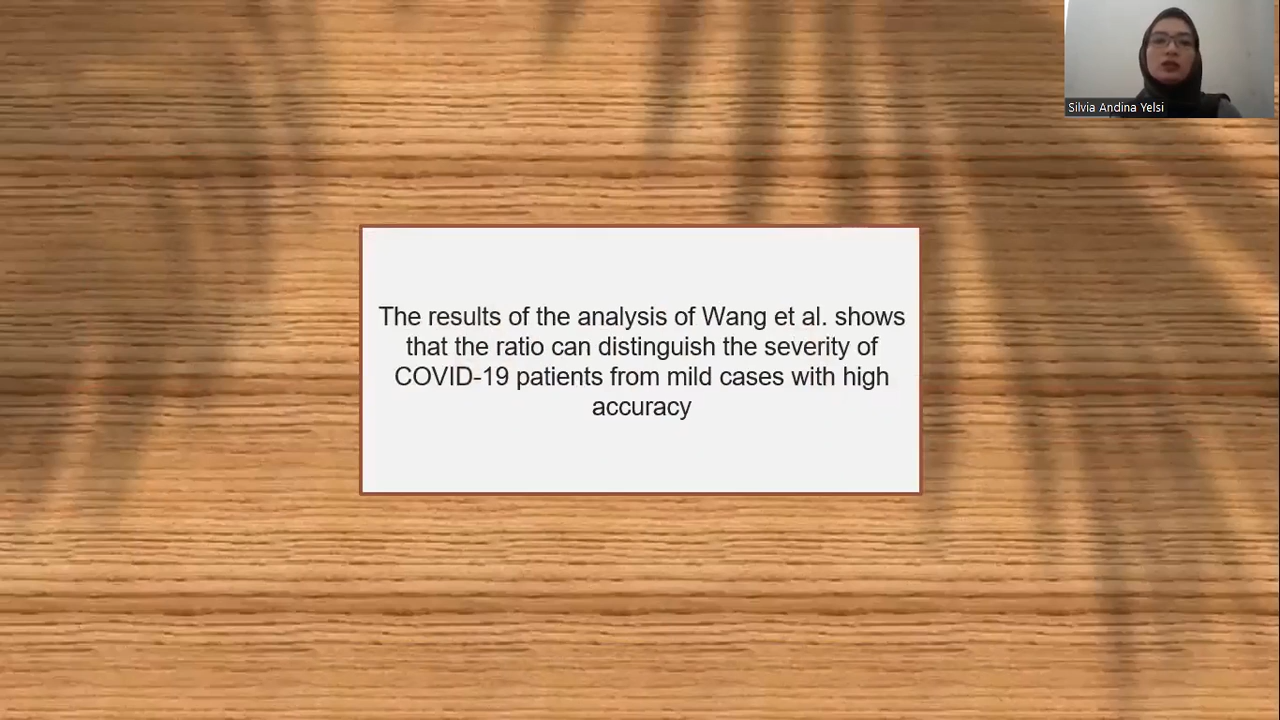 Silvia Andina Yelsi
The results of the analysis of Wang et al. shows
that the ratio can distinguish the severity of
COVID-19 patients from mild cases with high
accuracy